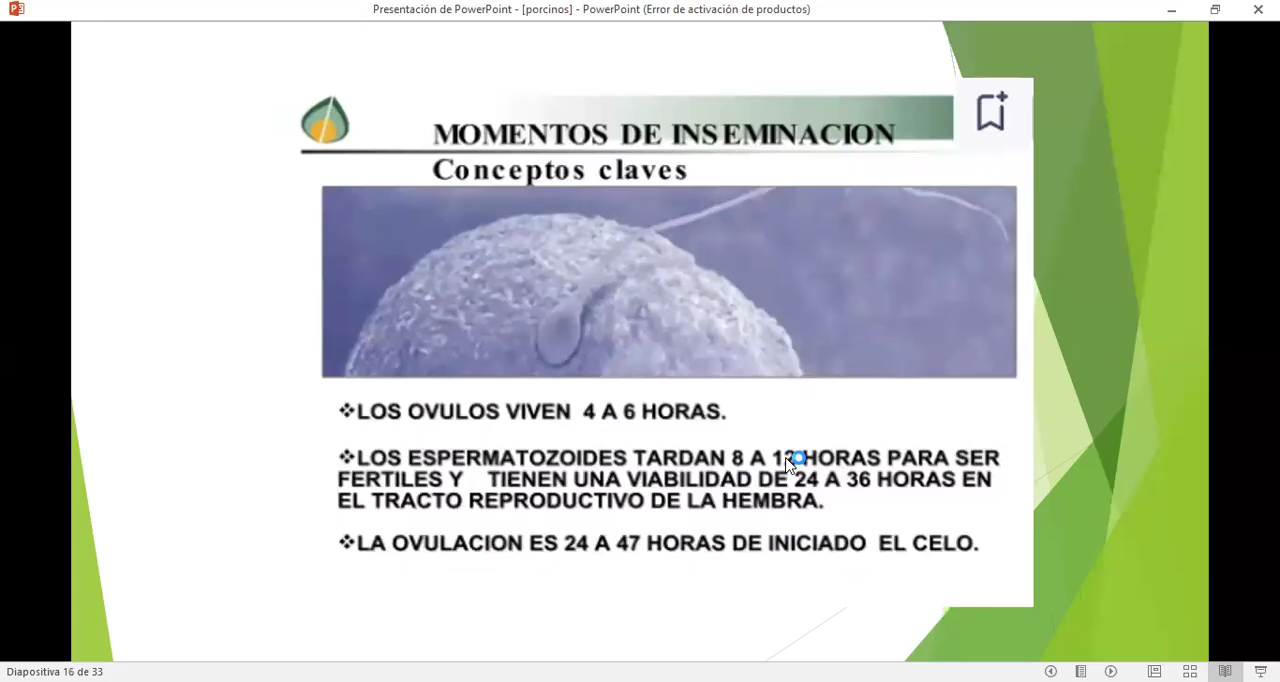 Presentación de PowerPoint - [porcinos] - PowerPoint (Error de activación de productos)
MOMENTOS DE INSEMINACION
Conceptos claves
❖LOS OVULOS VIVEN 4 A 6 HORAS.
❖LOS ESPERMATOZOIDES TARDAN 8 A HORAS PARA SER
FERTILES Y TIENEN UNA VIABILIDAD DE 24 A 36 HORAS EN
EL TRACTO REPRODUCTIVO DE LA HEMBRA.
❖LA OVULACION ES 24 A 47 HORAS DE INICIADO EL CELO.
Diapositiva 16 de 33